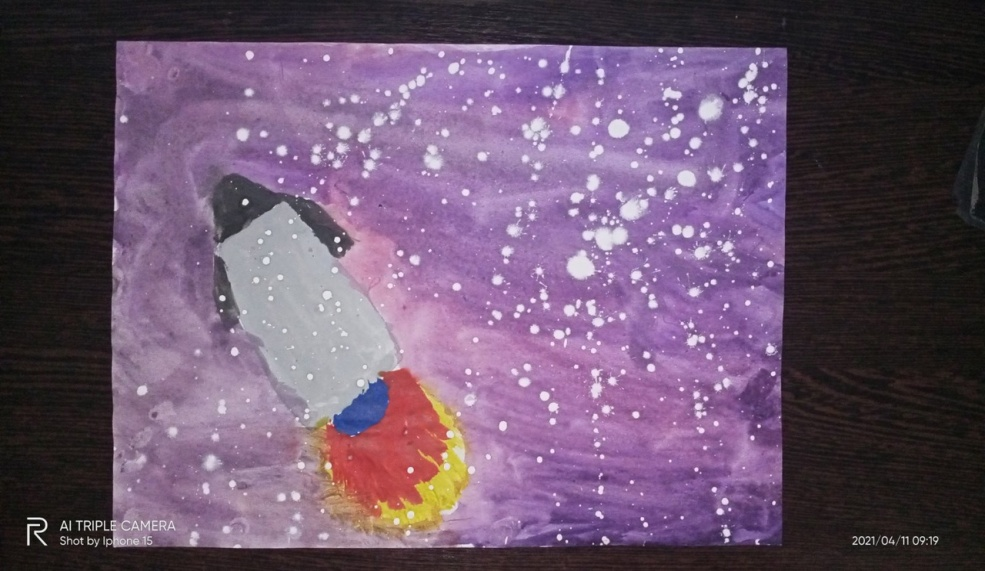 AI TRIPLE CAMERA
Shot by Iphone 15
2021/04/11 09:19